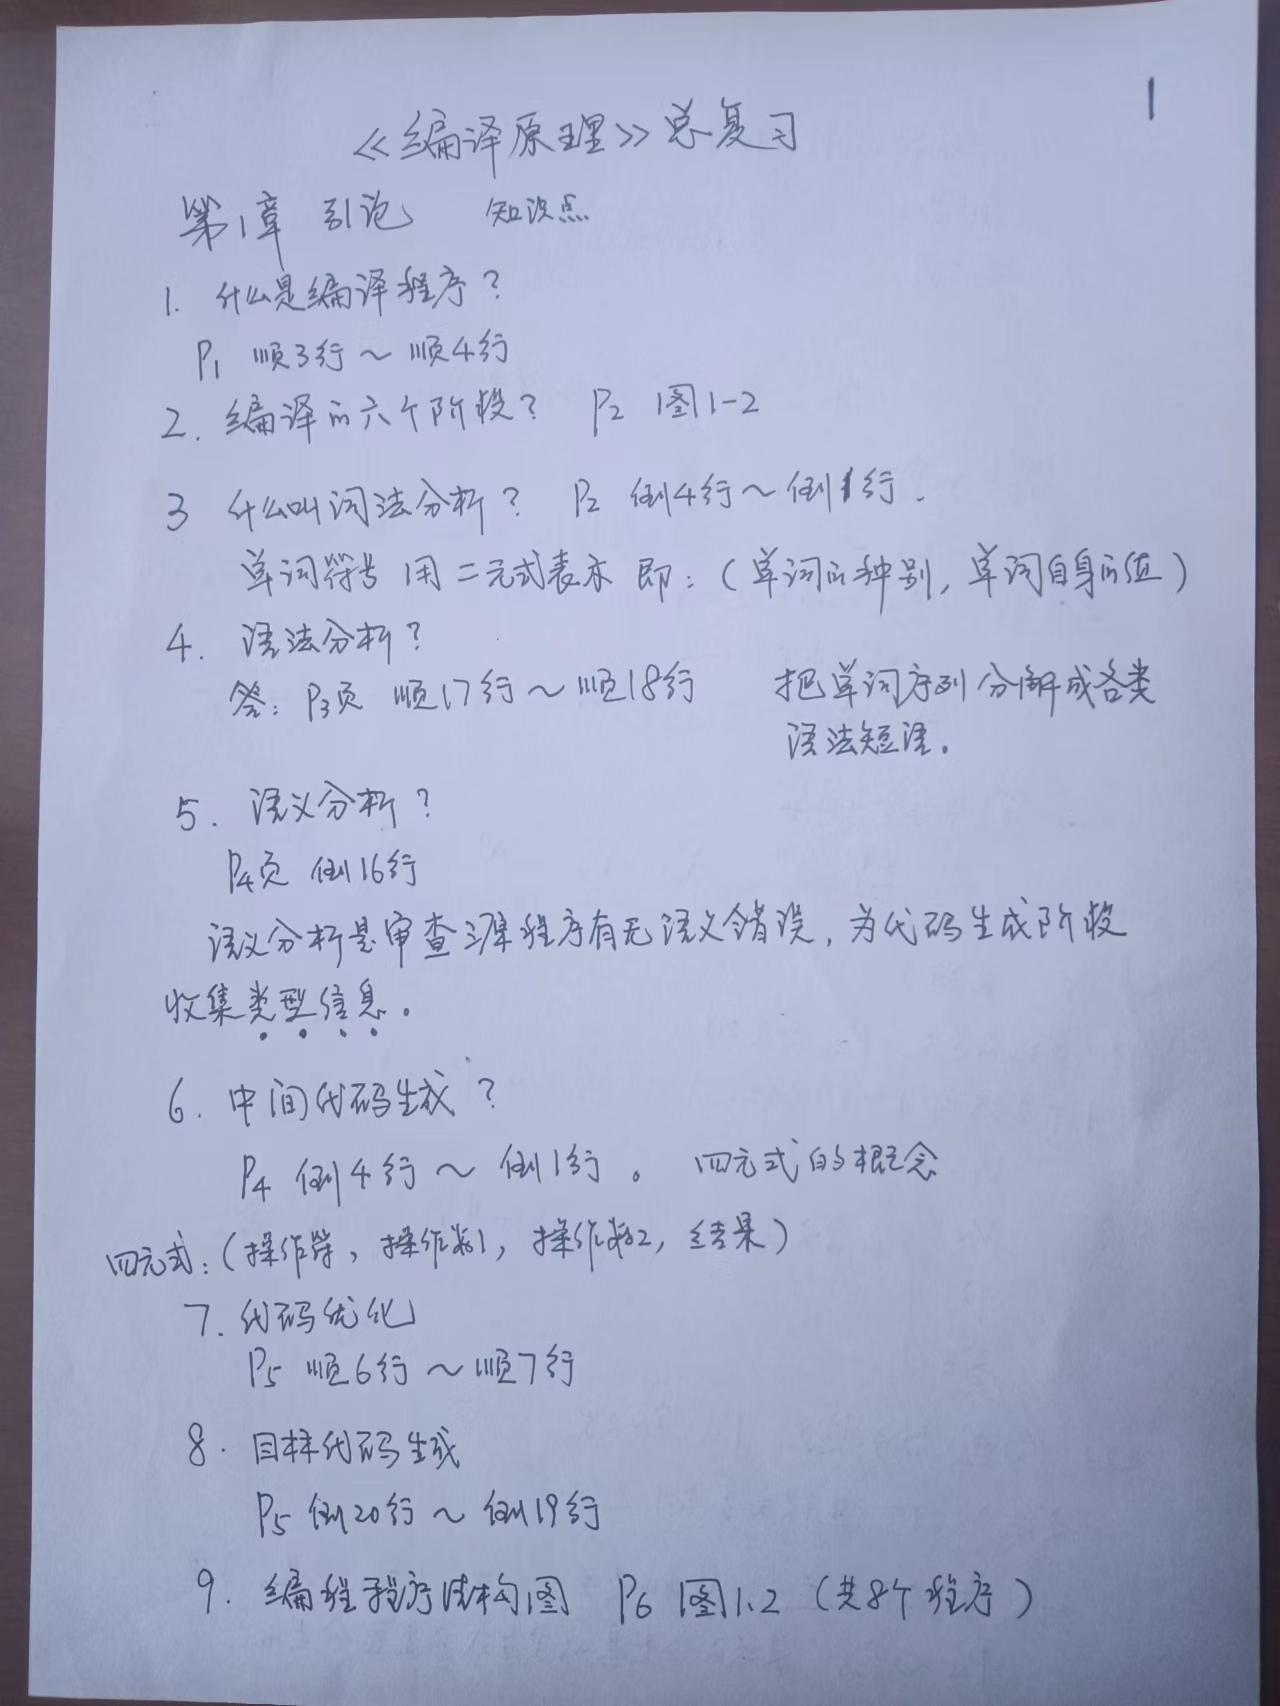 1
《编译原理》总复习
第1章 引论 知识点
1. 什么是编译程序?
P1 顺3行~顺4行
2. 编译的六个阶段? P2 图1-2
3 什么叫词法分析? P2 倒4行~倒1行.
单词符号用二元式表示 即:(单词的种别, 单词自身的值)
4. 语法分析?
答: P3页 顺17行~顺18行 把单词序列分解成各类
语法短语.
5. 语义分析?
P4页 倒16行
语义分析是审查源程序有无语义错误, 为代码生成阶段
收集类型信息。
6. 中间代码生成?
P4 倒4行~倒1行。 四元式的概念
四元式:(操作符, 操作数1, 操作数2, 结果)
7. 代码优化
P5 顺6行~顺7行
8. 目标代码生成
P5 倒20行~倒19行
9. 编程程序结构图 P6 图1.2 (共8个程序)